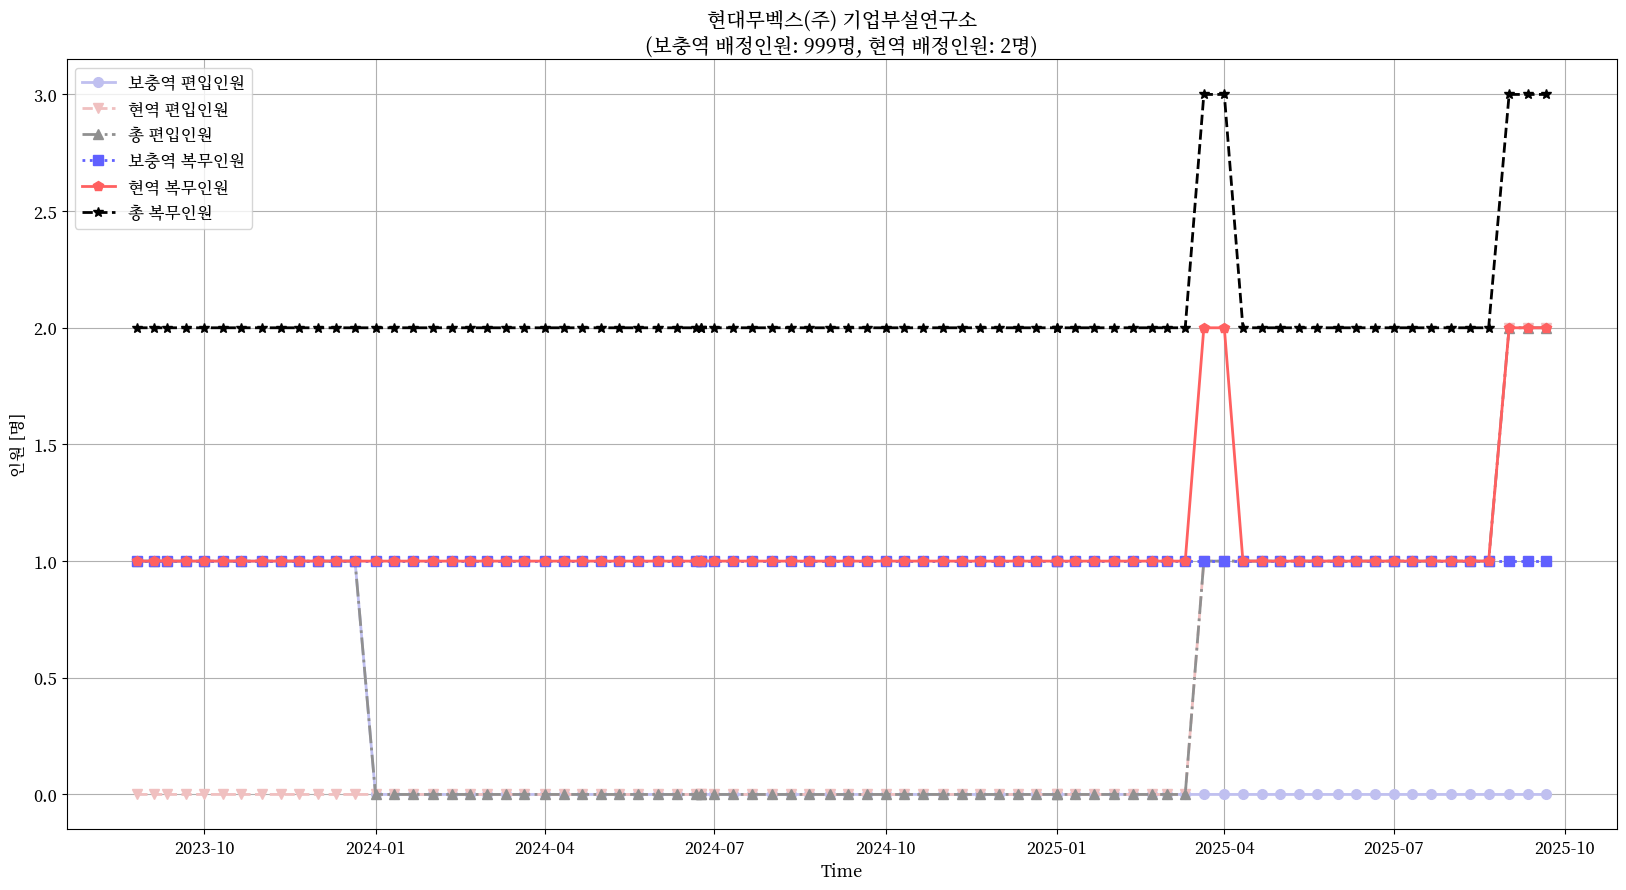 현대무벡스(주) 기업부설연구소
(보충역 배정인원: 999명, 현역 배정인원: 2명)
보충역 편입인원
현역 편입인원
총 편입인원
보충역 복무인원
현역 복무인원
총 복무인원
3.0
2.5
2.0
1.5
1.0
0.5
0.0
인원 [명]
2023-10
2024-01
2024-04
2024-07
2024-10
2025-01
2025-04
2025-07
2025-10
Time